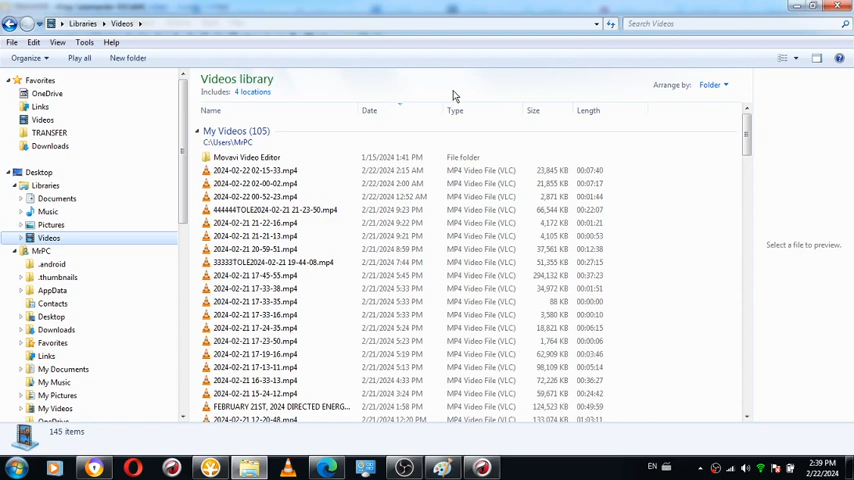 Libraries Videos
Search Videos
File Edit View Tools Help
Organize Play all New folder
Favorites
OneDrive
Links
Videos
TRANSFER
Downloads
Desktop
Libraries
Documents
Music
Pictures
Videos
MrPC
.android
.thumbnails
AppData
Contacts
Desktop
Downloads
Favorites
Links
My Documents
My Music
My Pictures
My Videos
OneDrive
Videos library
Includes: 4 locations
Arrange by: Folder
Name Date Type Size Length
My Videos (105)
C:\Users\MrPC
Movavi Video Editor 1/15/2024 1:41 PM File folder
2024-02-22 02-15-33.mp4 2/22/2024 2:15 AM MP4 Video File (VLC) 23,845 KB 00:07:40
2024-02-22 02-00-02.mp4 2/22/2024 2:00 AM MP4 Video File (VLC) 21,855 KB 00:07:17
2024-02-22 00-52-23.mp4 2/22/2024 12:52 AM MP4 Video File (VLC) 2,871 KB 00:01:44
444444TOLE2024-02-21 21-23-50.mp4 2/21/2024 9:23 PM MP4 Video File (VLC) 66,544 KB 00:22:07
2024-02-21 21-22-16.mp4 2/21/2024 9:22 PM MP4 Video File (VLC) 4,172 KB 00:01:21
2024-02-21 21-21-13.mp4 2/21/2024 9:21 PM MP4 Video File (VLC) 4,105 KB 00:00:53
2024-02-21 20-59-51.mp4 2/21/2024 8:59 PM MP4 Video File (VLC) 37,561 KB 00:12:38
33333TOLE2024-02-21 19-44-08.mp4 2/21/2024 7:44 PM MP4 Video File (VLC) 51,355 KB 00:27:15
2024-02-21 17-45-55.mp4 2/21/2024 6:23 PM MP4 Video File (VLC) 294,132 KB 00:37:23
2024-02-21 17-33-38.mp4 2/21/2024 5:33 PM MP4 Video File (VLC) 34,972 KB 00:01:51
2024-02-21 17-33-35.mp4 2/21/2024 5:33 PM MP4 Video File (VLC) 88 KB 00:00:00
2024-02-21 17-33-16.mp4 2/21/2024 5:33 PM MP4 Video File (VLC) 3,580 KB 00:00:10
2024-02-21 17-24-35.mp4 2/21/2024 5:30 PM MP4 Video File (VLC) 18,821 KB 00:06:15
2024-02-21 17-23-50.mp4 2/21/2024 5:23 PM MP4 Video File (VLC) 1,764 KB 00:00:06
2024-02-21 17-19-16.mp4 2/21/2024 5:23 PM MP4 Video File (VLC) 62,909 KB 00:03:46
2024-02-21 17-13-11.mp4 2/21/2024 5:18 PM MP4 Video File (VLC) 98,109 KB 00:05:14
2024-02-21 16-33-13.mp4 2/21/2024 5:09 PM MP4 Video File (VLC) 72,226 KB 00:36:27
2024-02-21 15-24-12.mp4 2/21/2024 3:48 PM MP4 Video File (VLC) 59,661 KB 00:24:42
FEBRUARY 21ST, 2024 DIRECTED ENERG... 2/21/2024 1:58 PM MP4 Video File (VLC) 124,523 KB 00:49:59
2024-02-21 12-20-48.mp4 2/21/2024 12:20 PM MP4 Video File (VLC)
Select a file to preview.
145 items
EN
2:39 PM
2/22/2024